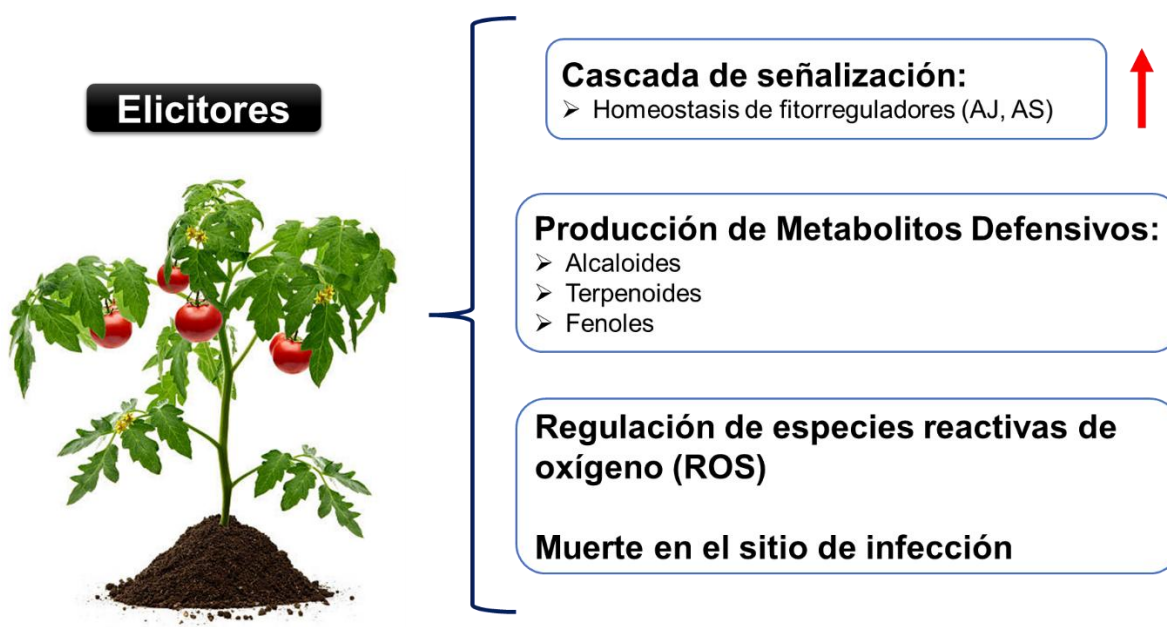 Elicitores
Cascada de señalización:
➢ Homeostasis de fitorreguladores (AJ, AS)
Producción de Metabolitos Defensivos:
➢ Alcaloides
➢ Terpenoides
➢ Fenoles
Regulación de especies reactivas de
oxígeno (ROS)
Muerte en el sitio de infección